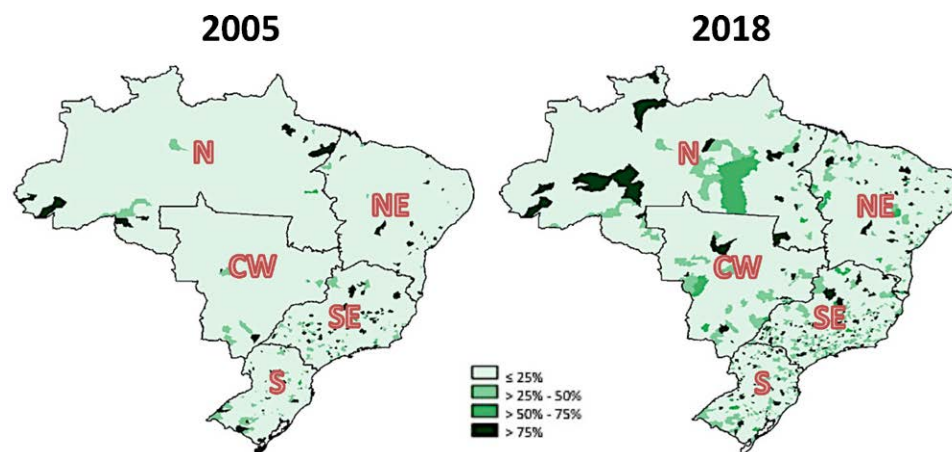 2005
2018
N
NE
CW
SE
S
N
NE
CW
SE
S
≤ 25%
> 25% - 50%
> 50% - 75%
> 75%